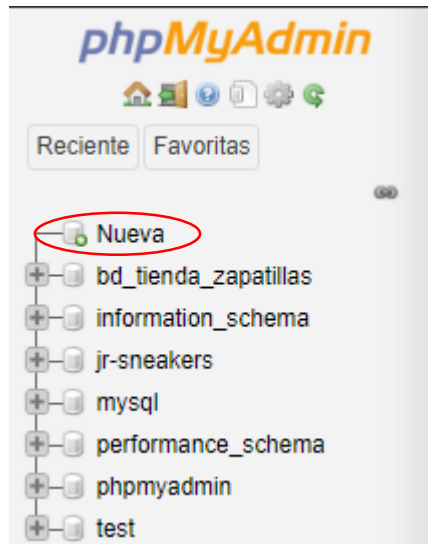 phpMyAdmin
Reciente Favoritas
Nueva
bd_tienda_zapatillas
information_schema
jr-sneakers
mysql
performance_schema
phpmyadmin
test